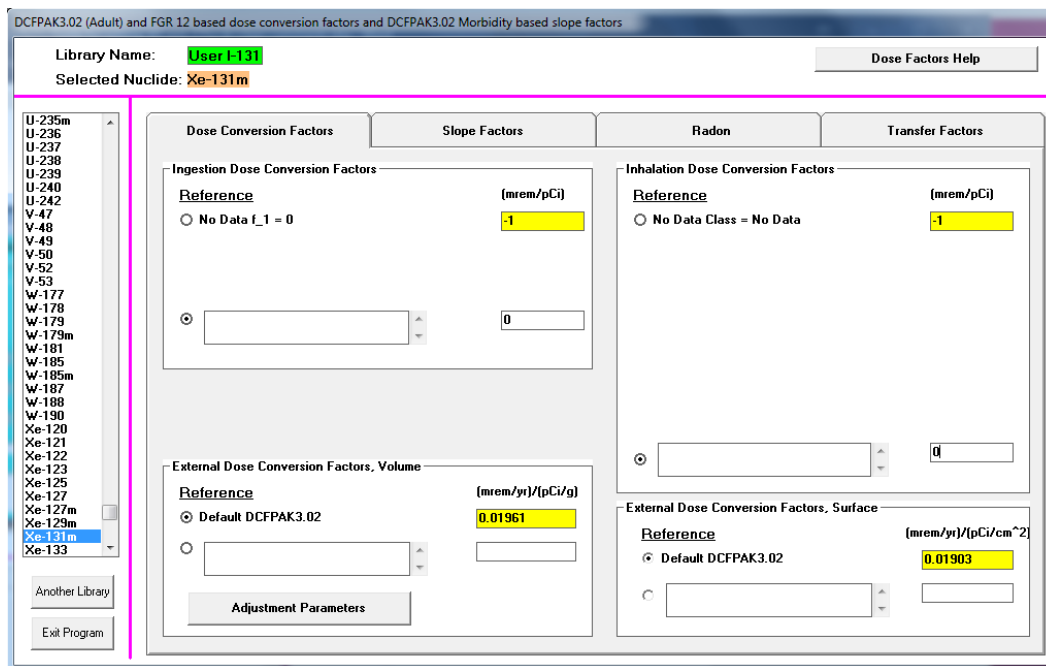 DCFPAK3.02 (Adult) and FGR 12 based dose conversion factors and DCFPAK3.02 Morbidity based slope factors
Library Name: User I-131
Dose Factors Help
Selected Nuclide: Xe-131m
U-235m
U-236
U-237
U-238
U-239
U-240
U-242
V-47
V-48
V-49
V-50
V-52
V-53
W-177
W-178
W-179
W-179m
W-181
W-185
W-185m
W-187
W-188
W-190
Xe-120
Xe-121
Xe-122
Xe-123
Xe-125
Xe-127
Xe-127m
Xe-129m
Xe-131m
Xe-133
Another Library
Exit Program
Dose Conversion Factors
Slope Factors
Radon
Transfer Factors
Ingestion Dose Conversion Factors
Reference (mrem/pCi)
No Data f_1 = 0 -1
0
Inhalation Dose Conversion Factors
Reference (mrem/pCi)
No Data Class = No Data -1
0
External Dose Conversion Factors, Volume
Reference (mrem/yr)/(pCi/g)
Default DCFPAK3.02 0.01961
Adjustment Parameters
External Dose Conversion Factors, Surface
Reference (mrem/yr)/(pCi/cm^2)
Default DCFPAK3.02 0.01903